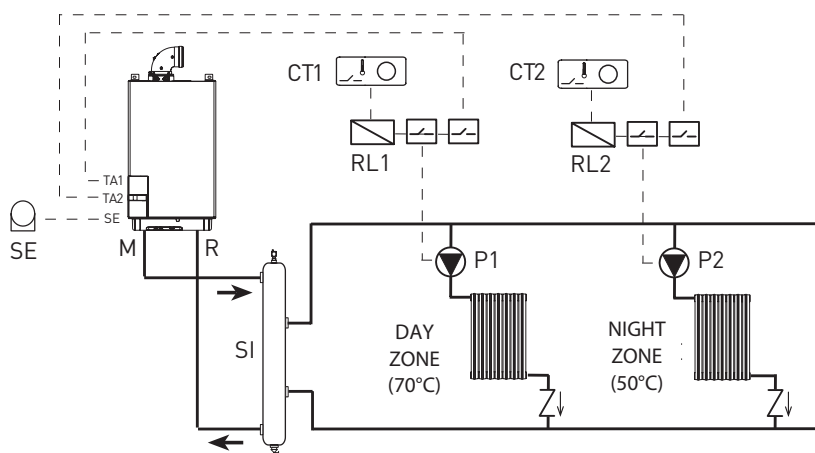 CT1
CT2
RL1
RL2
TA1
TA2
SE
SE
M
R
P1
P2
SI
DAY
ZONE
(70°C)
NIGHT
ZONE
(50°C)